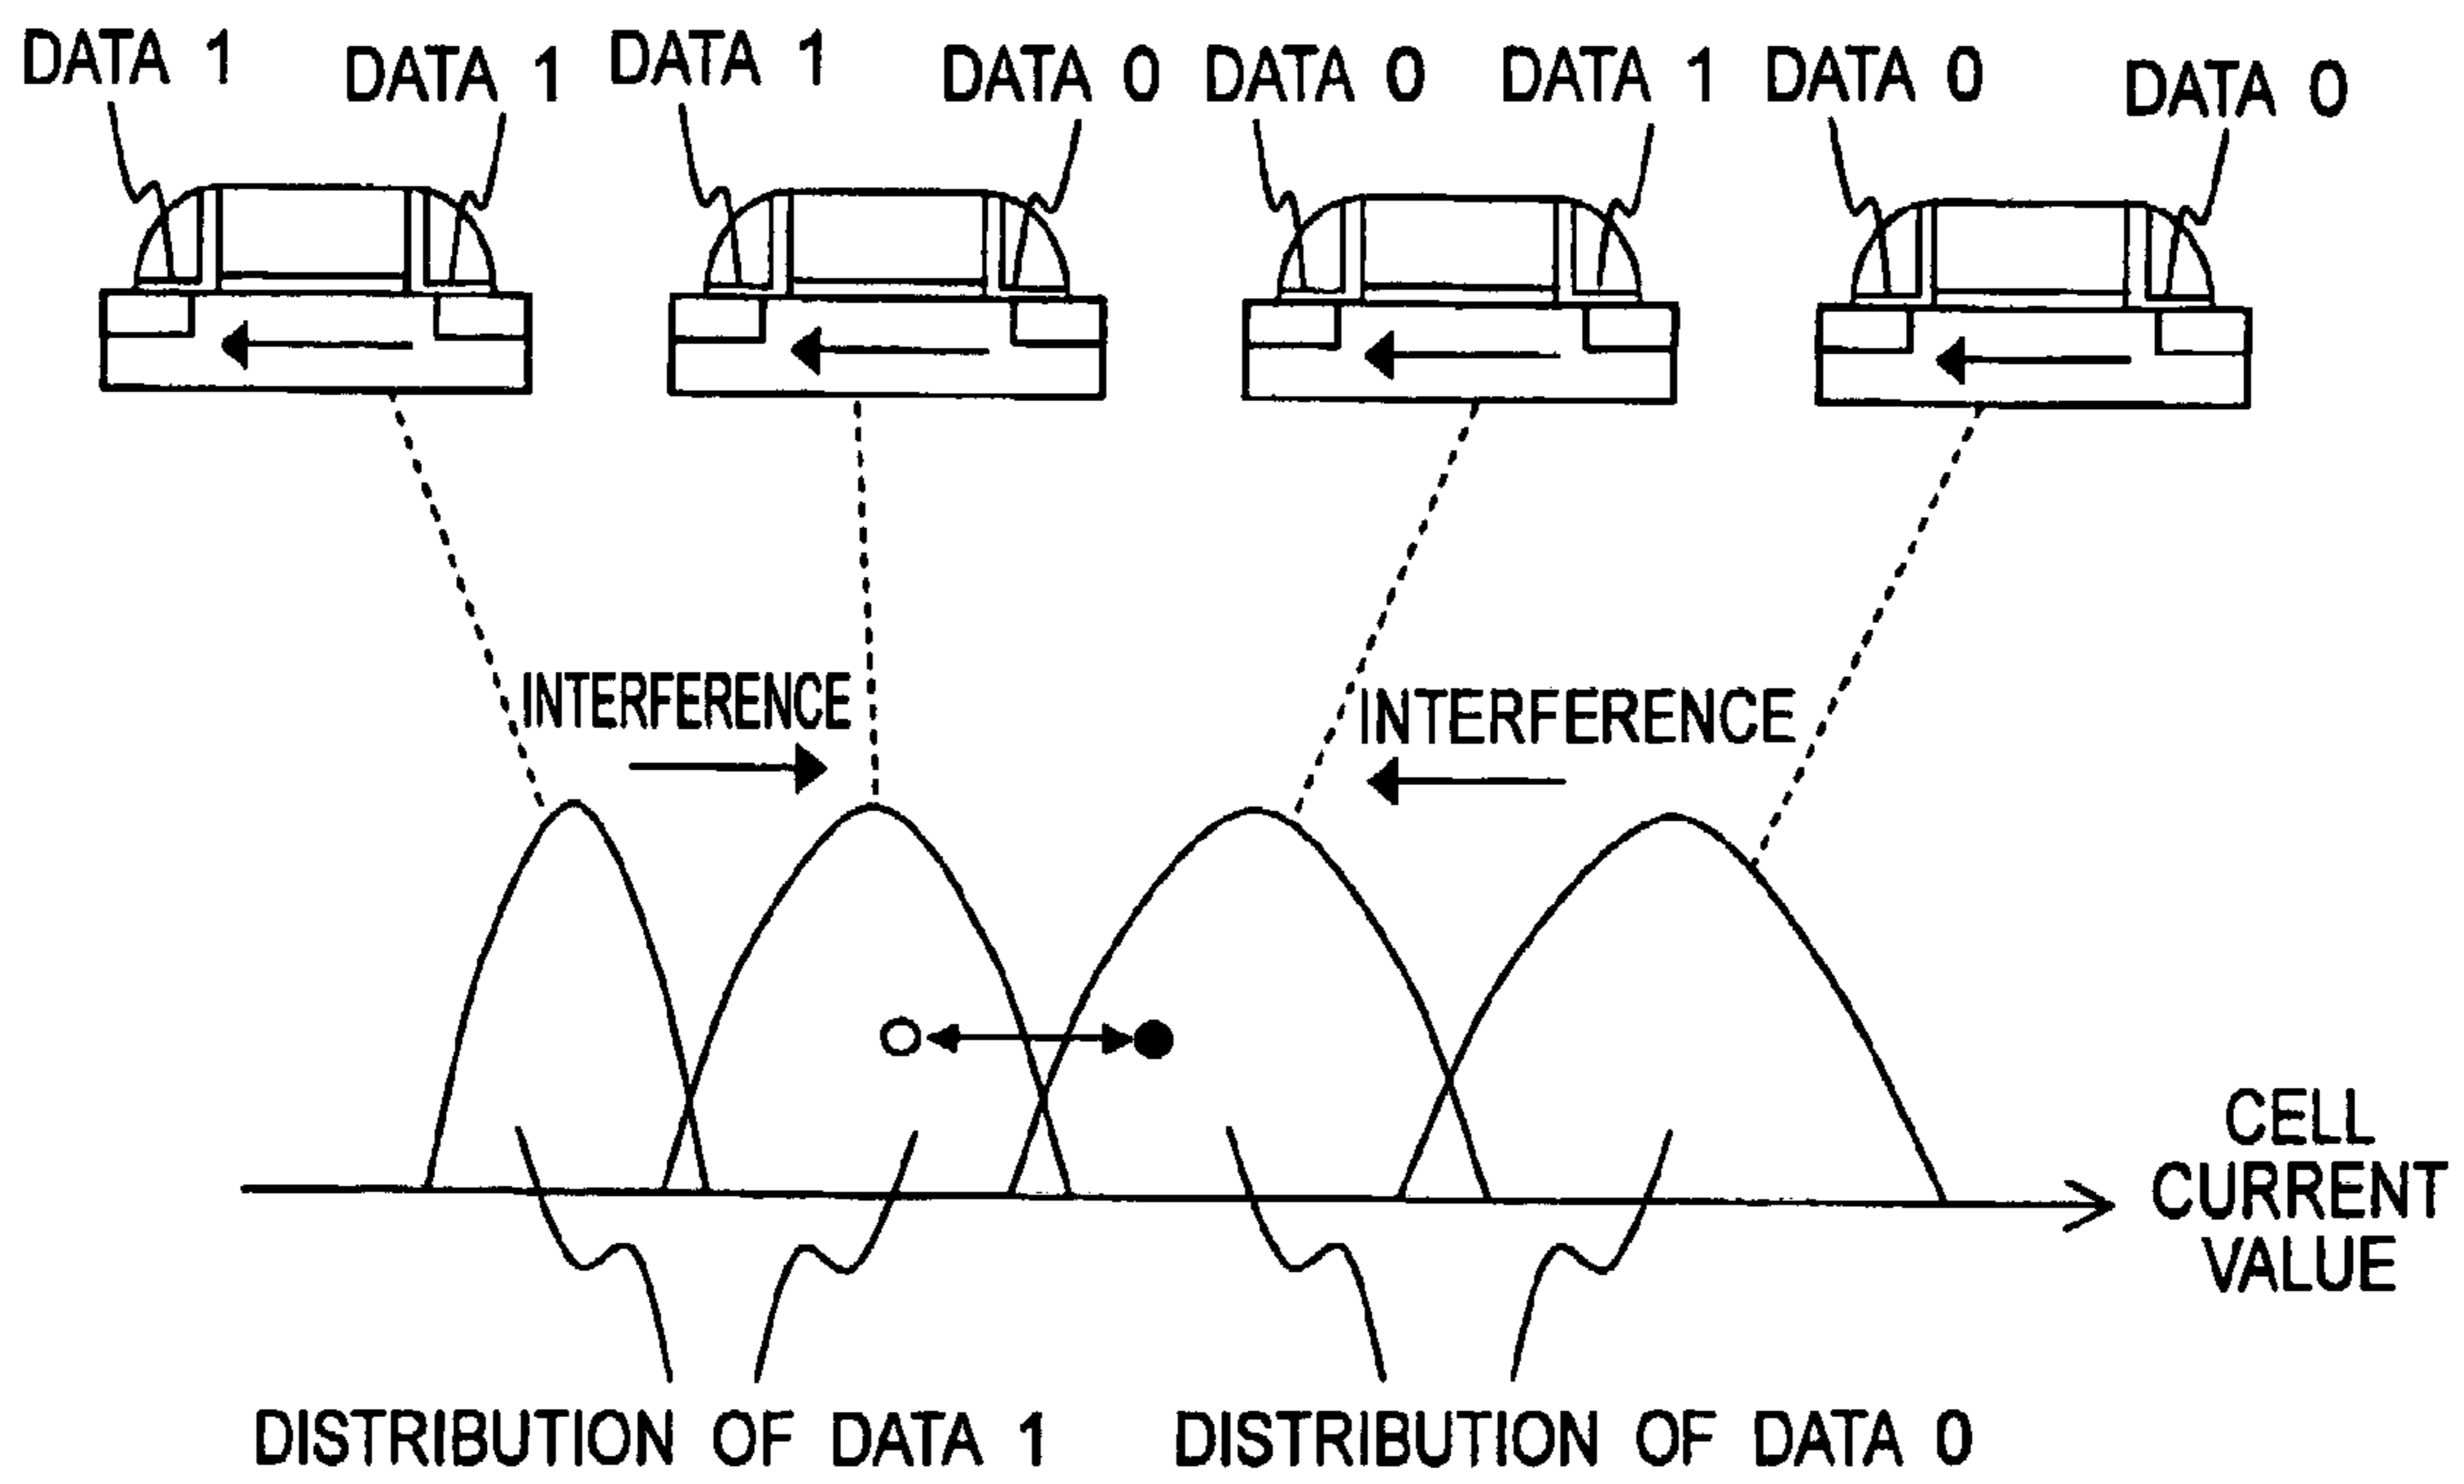 DATA 1
DATA 1
DATA 1
DATA 0
DATA 0
DATA 1
DATA 0
DATA 0
INTERFERENCE
INTERFERENCE
CELL
CURRENT
VALUE
DISTRIBUTION OF DATA 1
DISTRIBUTION OF DATA 0